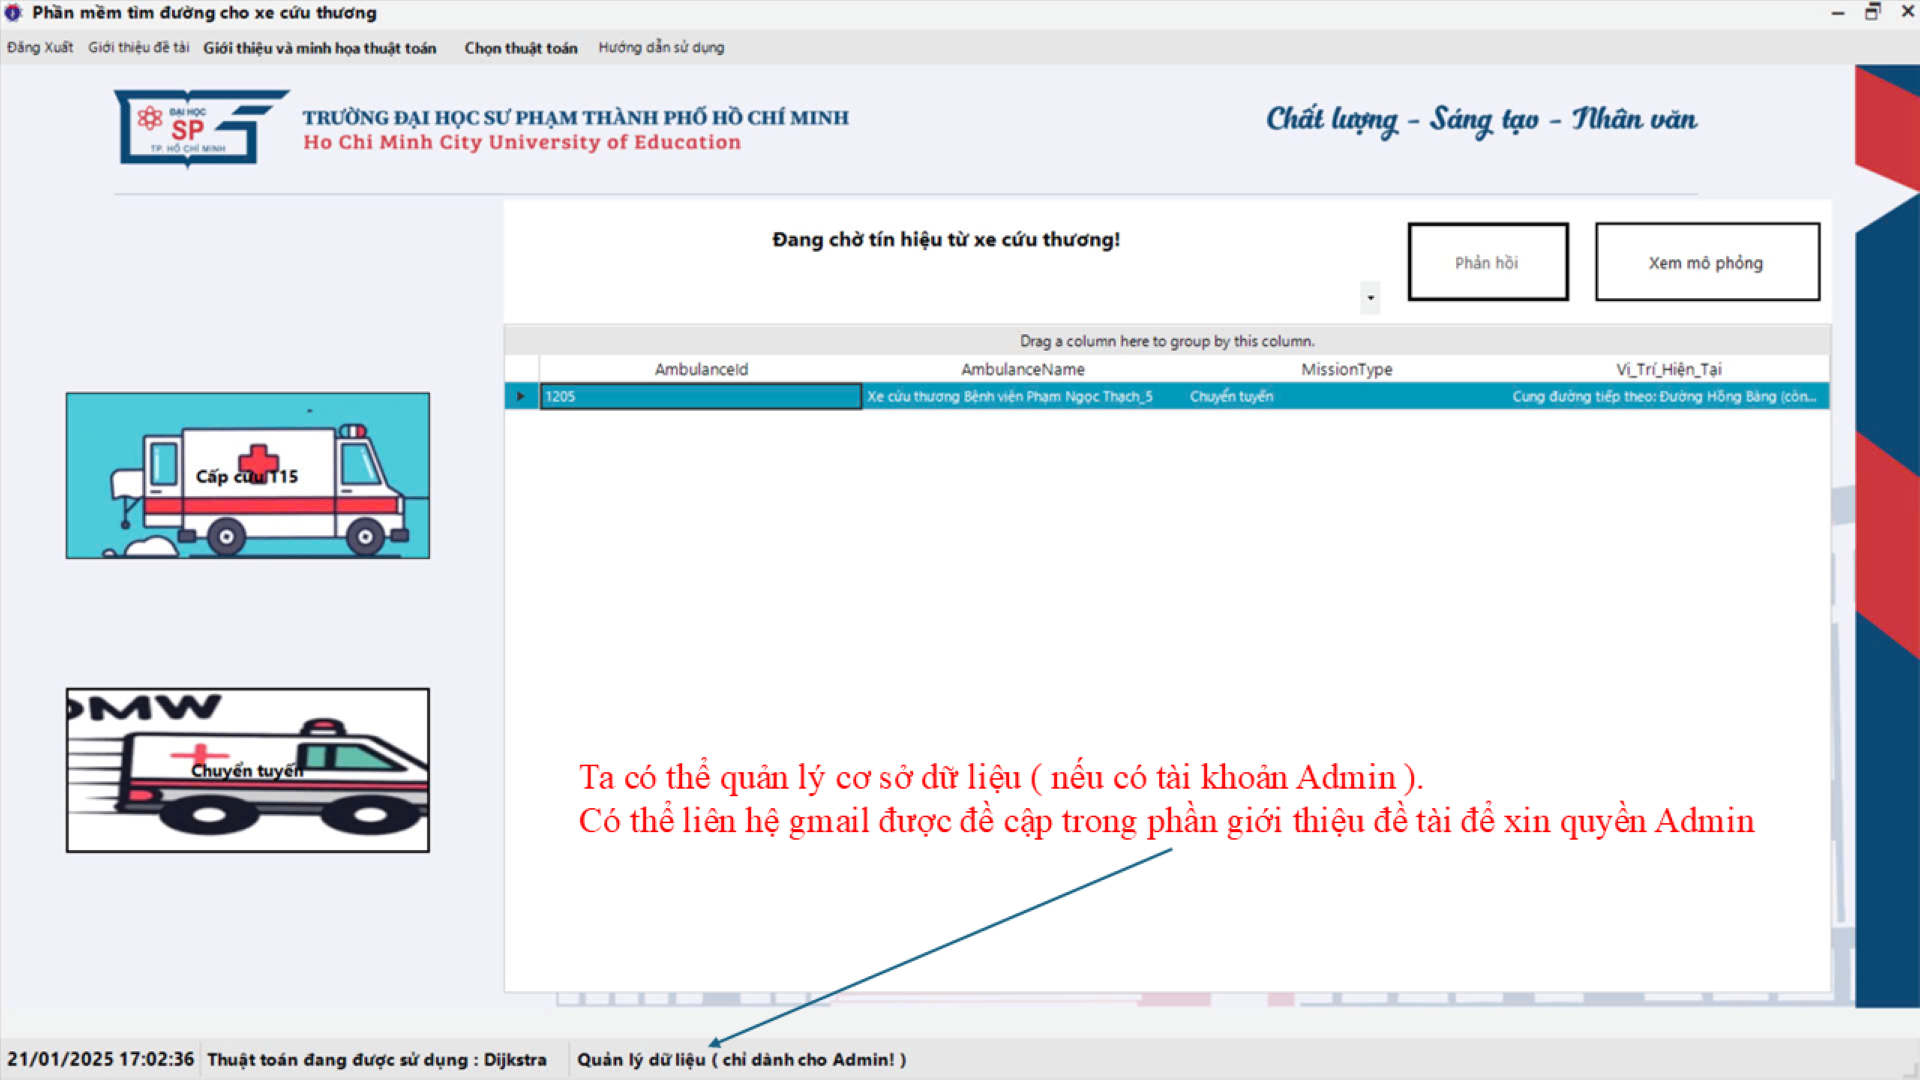 Phần mềm tìm đường cho xe cứu thương
Đăng Xuất Giới thiệu đề tài Giới thiệu và minh họa thuật toán Chọn thuật toán Hướng dẫn sử dụng
ĐẠI HỌC
SP
TP. HỒ CHÍ MINH
TRƯỜNG ĐẠI HỌC SƯ PHẠM THÀNH PHỐ HỒ CHÍ MINH
Ho Chi Minh City University of Education
Chất lượng - Sáng tạo - Nhân văn
Đang chờ tín hiệu từ xe cứu thương!
Phản hồi
Xem mô phỏng
Drag a column here to group by this column.
AmbulanceId AmbulanceName MissionType Vị_Trí_Hiện_Tại
1205 Xe cứu thương Bệnh viện Phạm Ngọc Thạch_5 Chuyển tuyến Cung đường tiếp theo: Đường Hồng Bàng (còn...
Cấp cứu 115
OMW
Chuyển tuyến
Ta có thể quản lý cơ sở dữ liệu ( nếu có tài khoản Admin ).
Có thể liên hệ gmail được đề cập trong phần giới thiệu đề tài để xin quyền Admin
21/01/2025 17:02:36 Thuật toán đang được sử dụng : Dijkstra Quản lý dữ liệu ( chỉ dành cho Admin! )